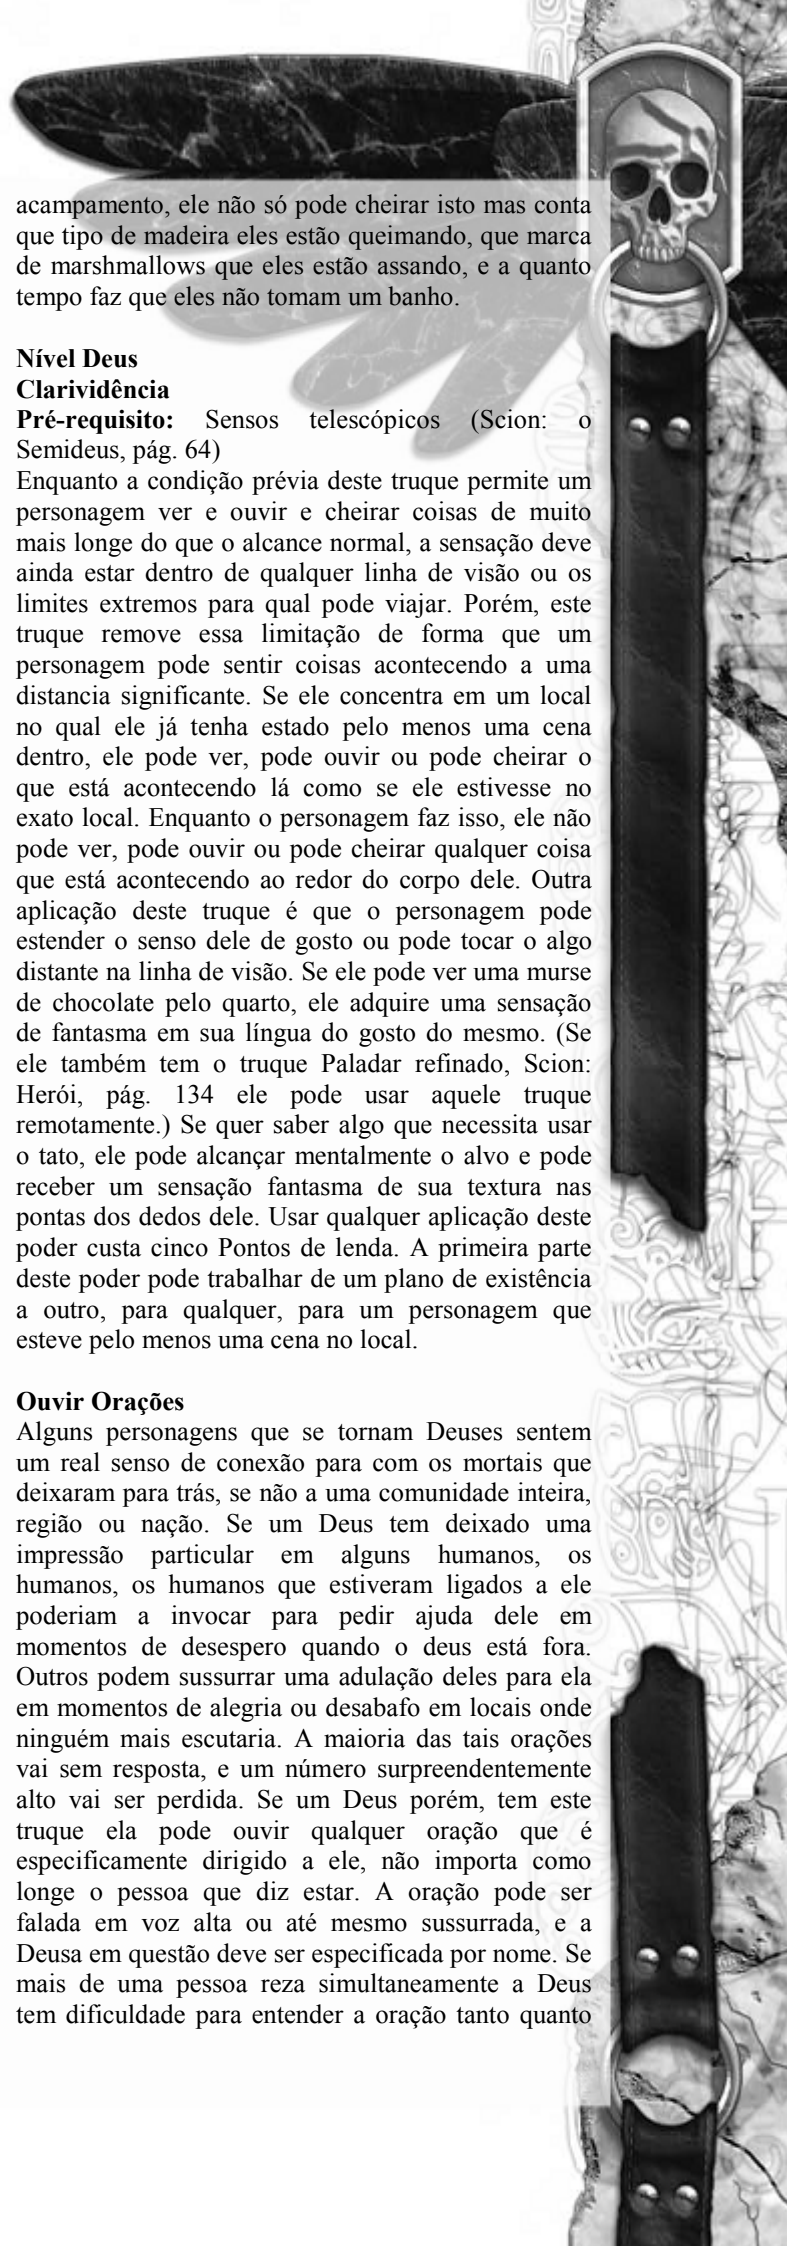 acampamento, ele não só pode cheirar isto mas conta
que tipo de madeira eles estão queimando, que marca
de marshmallows que eles estão assando, e a quanto
tempo faz que eles não tomam um banho.
Nível Deus
Clarividência
Pré-requisito: Sensos telescópicos (Scion: o
Semideus, pág. 64)
Enquanto a condição prévia deste truque permite um
personagem ver e ouvir e cheirar coisas de muito
mais longe do que o alcance normal, a sensação deve
ainda estar dentro de qualquer linha de visão ou os
limites extremos para qual pode viajar. Porém, este
truque remove essa limitação de forma que um
personagem pode sentir coisas acontecendo a uma
distancia significante. Se ele concentra em um local
no qual ele já tenha estado pelo menos uma cena
dentro, ele pode ver, pode ouvir ou pode cheirar o
que está acontecendo lá como se ele estivesse no
exato local. Enquanto o personagem faz isso, ele não
pode ver, pode ouvir ou pode cheirar qualquer coisa
que está acontecendo ao redor do corpo dele. Outra
aplicação deste truque é que o personagem pode
estender o senso dele de gosto ou pode tocar o algo
distante na linha de visão. Se ele pode ver uma murse
de chocolate pelo quarto, ele adquire uma sensação
de fantasma em sua língua do gosto do mesmo. (Se
ele também tem o truque Paladar refinado, Scion:
Herói, pág. 134 ele pode usar aquele truque
remotamente.) Se quer saber algo que necessita usar
o tato, ele pode alcançar mentalmente o alvo e pode
receber um sensação fantasma de sua textura nas
pontas dos dedos dele. Usar qualquer aplicação deste
poder custa cinco Pontos de lenda. A primeira parte
deste poder pode trabalhar de um plano de existência
a outro, para qualquer, para um personagem que
esteve pelo menos uma cena no local.
Ouvir Orações
Alguns personagens que se tornam Deuses sentem
um real senso de conexão para com os mortais que
deixaram para trás, se não a uma comunidade inteira,
região ou nação. Se um Deus tem deixado uma
impressão particular em alguns humanos, os
humanos, os humanos que estiveram ligados a ele
poderiam a invocar para pedir ajuda dele em
momentos de desespero quando o deus está fora.
Outros podem sussurrar uma adulação deles para ela
em momentos de alegria ou desabafo em locais onde
ninguém mais escutaria. A maioria das tais orações
vai sem resposta, e um número surpreendentemente
alto vai ser perdida. Se um Deus porém, tem este
truque ela pode ouvir qualquer oração que é
especificamente dirigido a ele, não importa como
longe o pessoa que diz estar. A oração pode ser
falada em voz alta ou até mesmo sussurrada, e a
Deusa em questão deve ser especificada por nome. Se
mais de uma pessoa reza simultaneamente a Deus
tem dificuldade para entender a oração tanto quanto